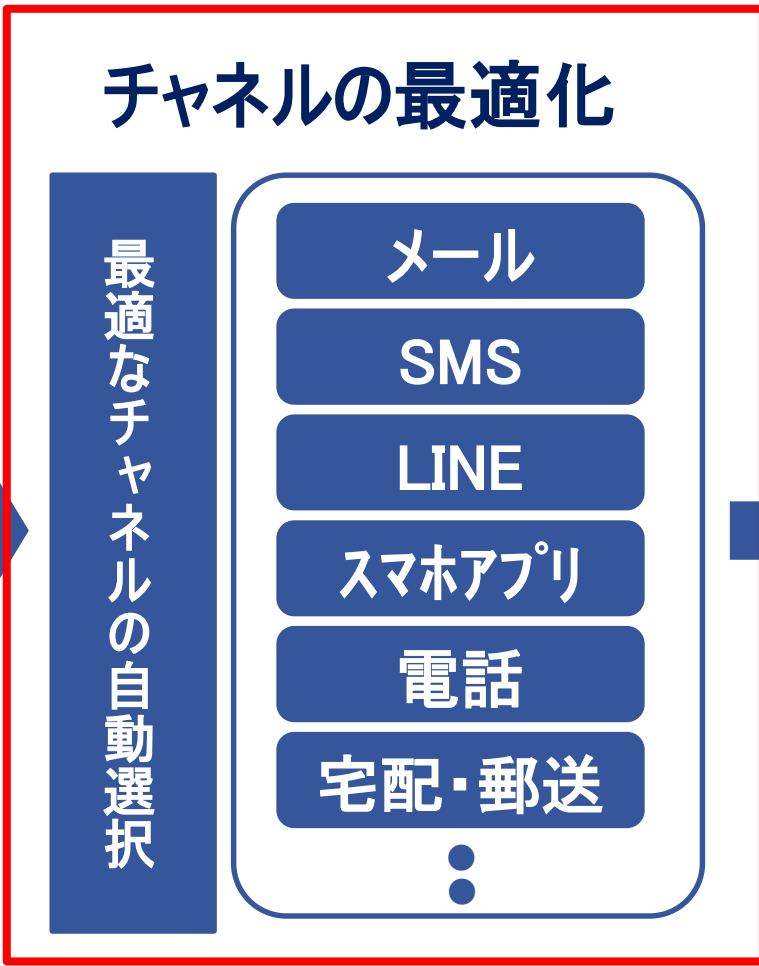 チャネルの最適化
最適なチャネルの自動選択
メール
SMS
LINE
スマホアプリ
電話
宅配・郵送